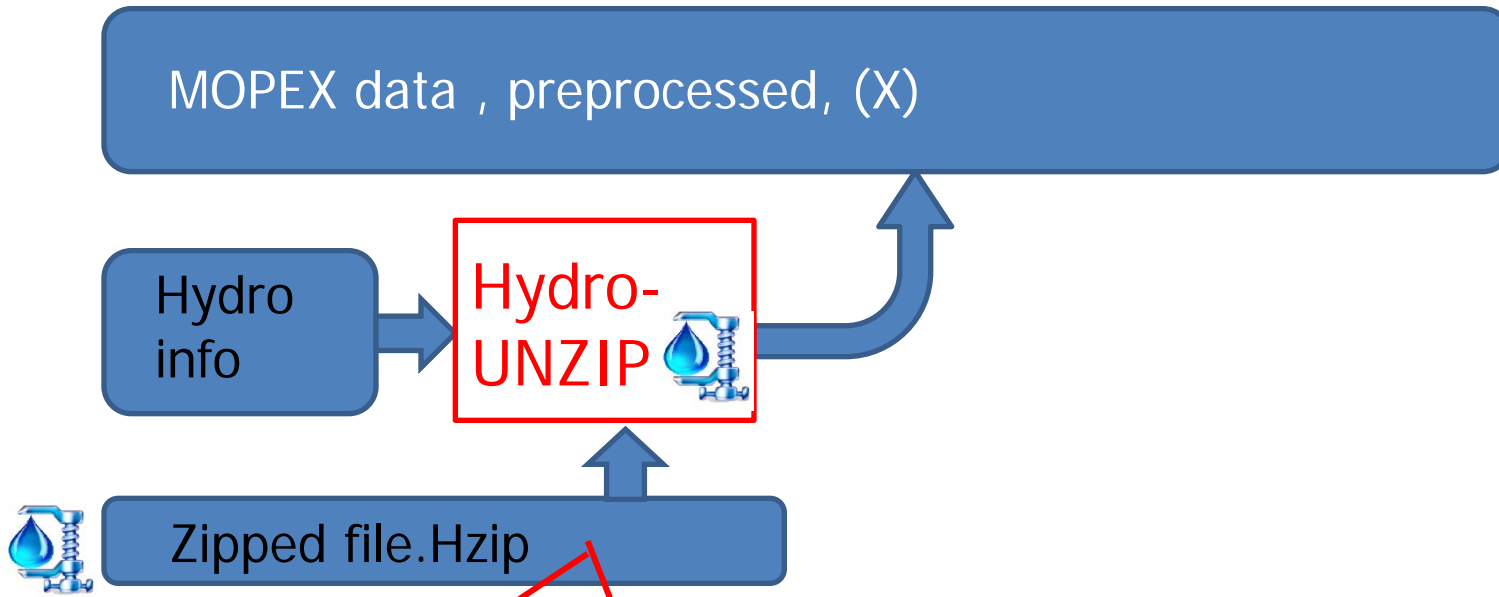 MOPEX data , preprocessed, (X)
Hydro
info
Hydro-
UNZIP
Zipped file.Hzip